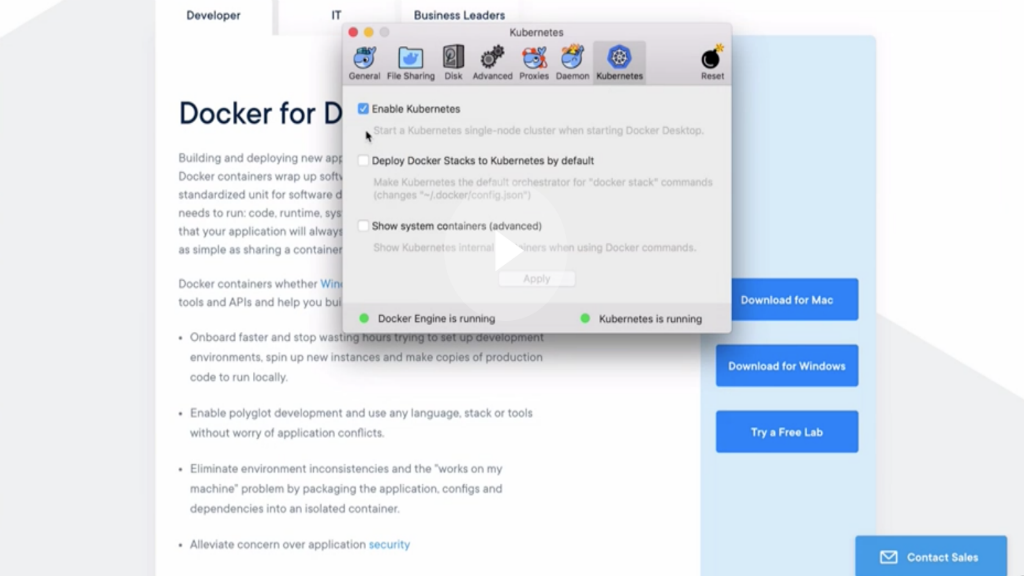 Developer
IT
Business Leaders
Kubernetes
General
File Sharing
Disk
Advanced
Proxies
Daemon
Kubernetes
Reset
Enable Kubernetes
Start a Kubernetes single-node cluster when starting Docker Desktop.
Deploy Docker Stacks to Kubernetes by default
Make Kubernetes the default orchestrator for "docker stack" commands
(changes "~/.docker/config.json")
Show system containers (advanced)
Show Kubernetes internal containers when using Docker commands.
Apply
Docker Engine is running
Kubernetes is running
Docker for D
Building and deploying new app
Docker containers wrap up softw
standardized unit for software d
needs to run: code, runtime, sys
that your application will always
as simple as sharing a container
Docker containers whether Wind
tools and APIs and help you bui
• Onboard faster and stop wasting hours trying to set up development
environments, spin up new instances and make copies of production
code to run locally.
• Enable polyglot development and use any language, stack or tools
without worry of application conflicts.
• Eliminate environment inconsistencies and the "works on my
machine" problem by packaging the application, configs and
dependencies into an isolated container.
• Alleviate concern over application security
Download for Mac
Download for Windows
Try a Free Lab
Contact Sales